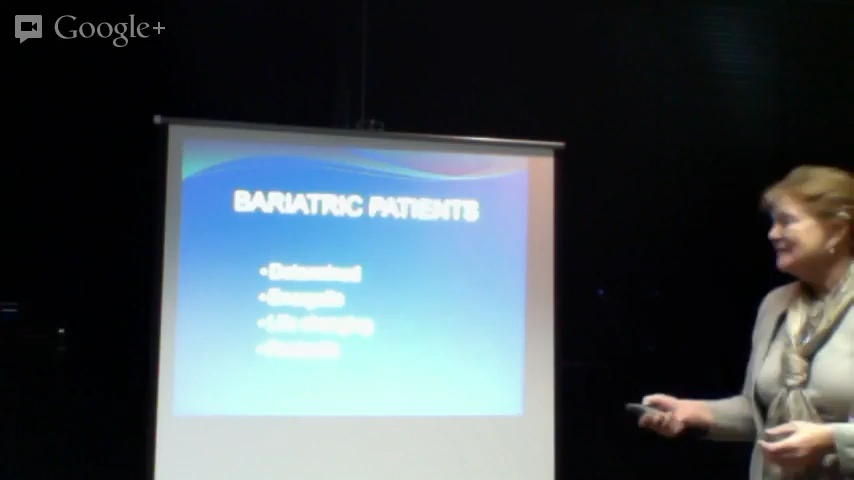 Google+
BARIATRIC PATIENTS
•Determined
•Energetic
•Life changing